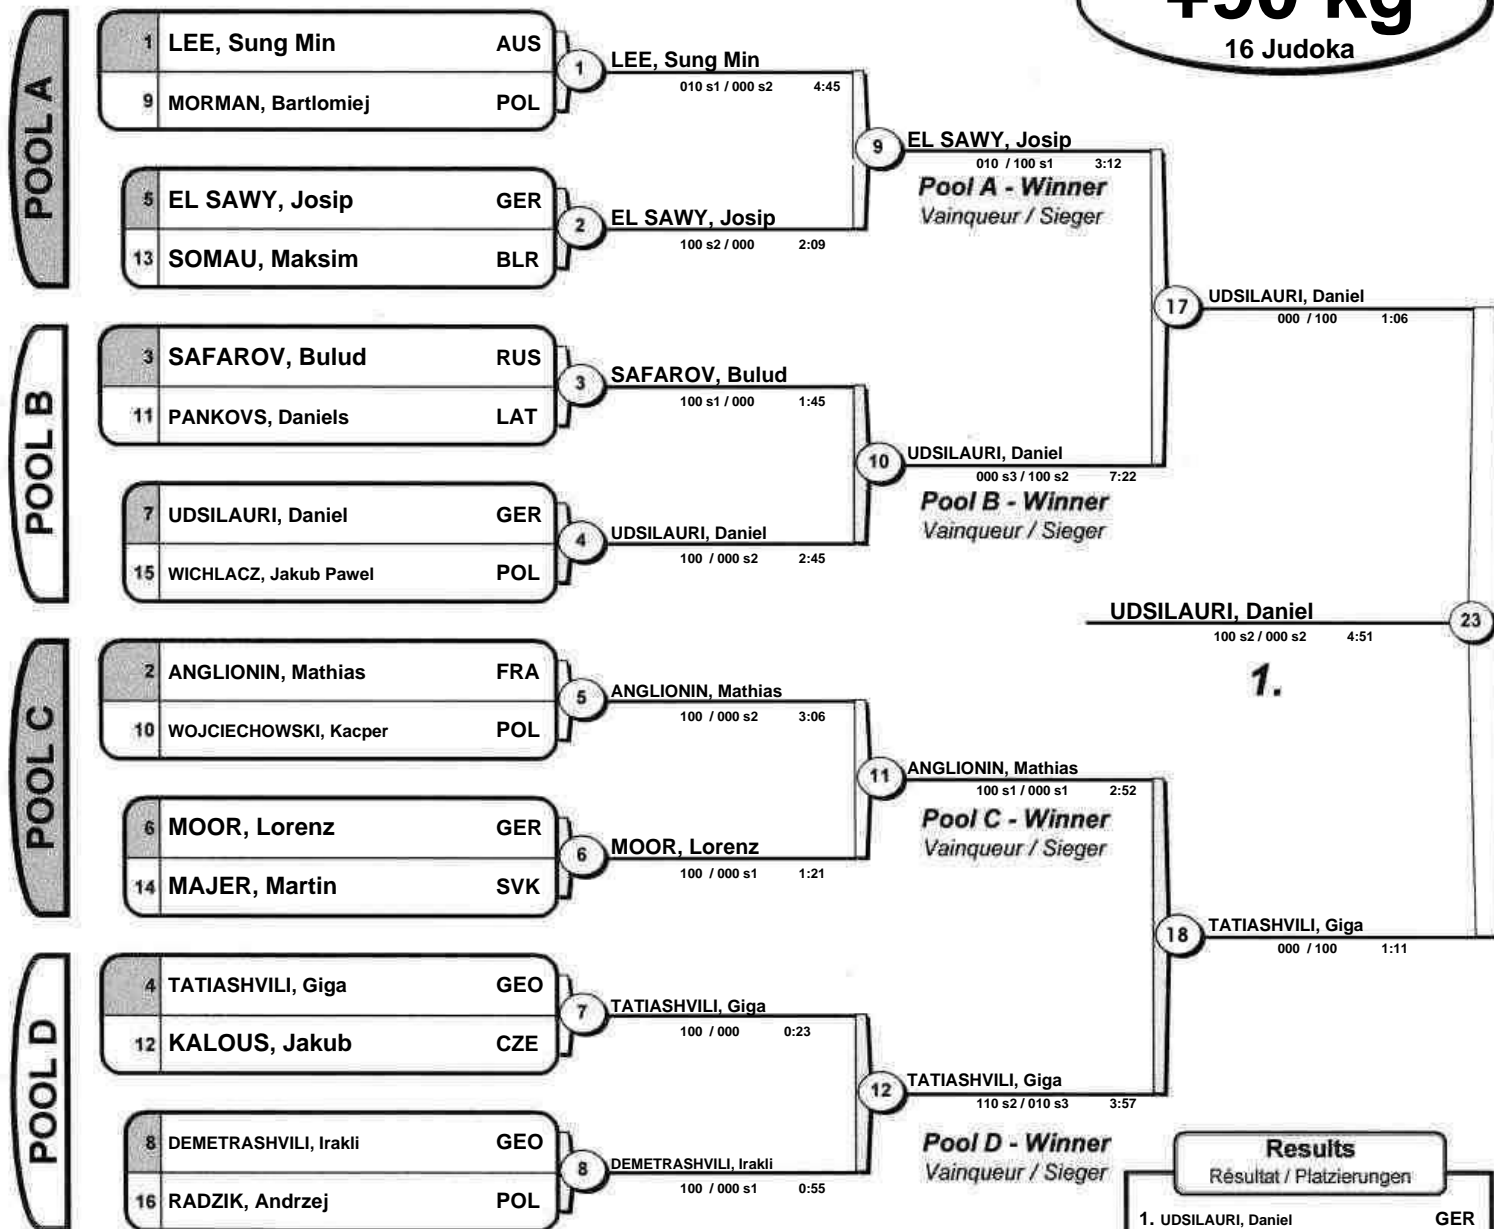 +90 kg
16 Judoka
POOL A
1 LEE, Sung Min AUS
9 MORMAN, Bartlomiej POL
1
LEE, Sung Min
010 s1 / 000 s2 4:45
5 EL SAWY, Josip GER
13 SOMAU, Maksim BLR
2
EL SAWY, Josip
100 s2 / 000 2:09
9
EL SAWY, Josip
010 / 100 s1 3:12
Pool A - Winner
Vainqueur / Sieger
POOL B
3 SAFAROV, Bulud RUS
11 PANKOVS, Daniels LAT
3
SAFAROV, Bulud
100 s1 / 000 1:45
7 UDSILAURI, Daniel GER
15 WICHLACZ, Jakub Pawel POL
4
UDSILAURI, Daniel
100 / 000 s2 2:45
10
UDSILAURI, Daniel
000 s3 / 100 s2 7:22
Pool B - Winner
Vainqueur / Sieger
17
UDSILAURI, Daniel
000 / 100 1:06
UDSILAURI, Daniel
100 s2 / 000 s2 4:51
23
1.
POOL C
2 ANGLIONIN, Mathias FRA
10 WOJCIECHOWSKI, Kacper POL
5
ANGLIONIN, Mathias
100 / 000 s2 3:06
6 MOOR, Lorenz GER
14 MAJER, Martin SVK
6
MOOR, Lorenz
100 / 000 s1 1:21
11
ANGLIONIN, Mathias
100 s1 / 000 s1 2:52
Pool C - Winner
Vainqueur / Sieger
18
TATIASHVILI, Giga
000 / 100 1:11
POOL D
4 TATIASHVILI, Giga GEO
12 KALOUS, Jakub CZE
7
TATIASHVILI, Giga
100 / 000 0:23
8 DEMETRASHVILI, Irakli GEO
16 RADZIK, Andrzej POL
8
DEMETRASHVILI, Irakli
100 / 000 s1 0:55
12
TATIASHVILI, Giga
110 s2 / 010 s3 3:57
Pool D - Winner
Vainqueur / Sieger
Results
Résultat / Platzierungen
1. UDSILAURI, Daniel GER